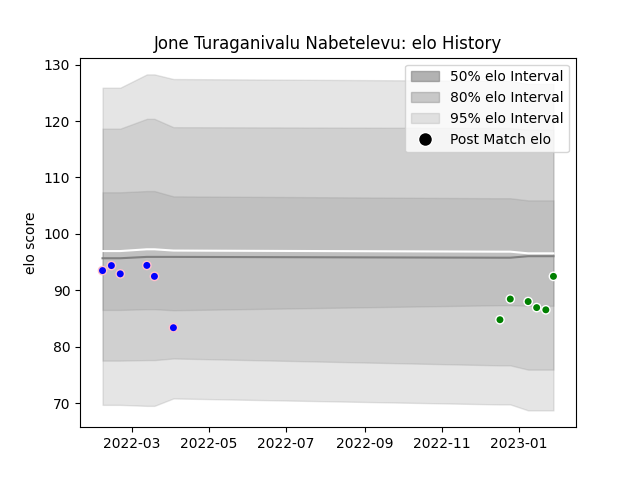 Jone Turaganivalu Nabetelevu: elo History
130
120
110
100
90
80
70
elo score
50% elo Interval
80% elo Interval
95% elo Interval
Post Match elo
2022-03
2022-05
2022-07
2022-09
2022-11
2023-01